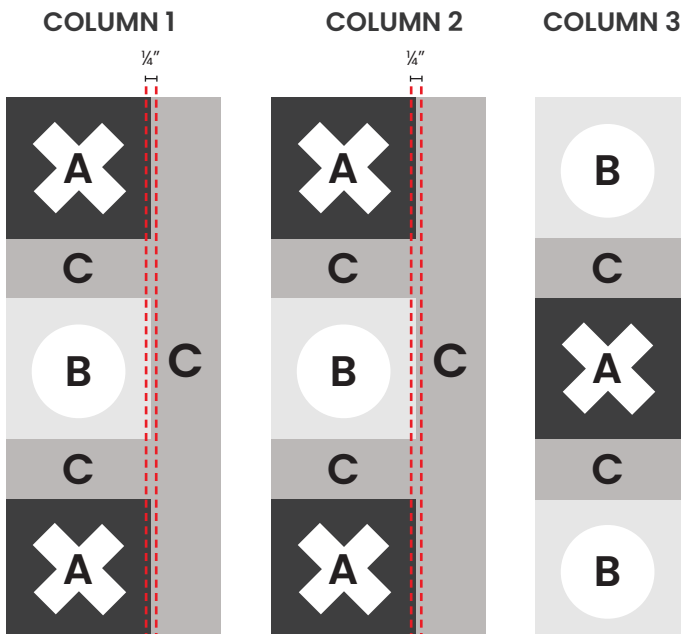 COLUMN 1 COLUMN 2 COLUMN 3
¼” ¼”
A A B
C C C
B C B C A
C C C
A A B